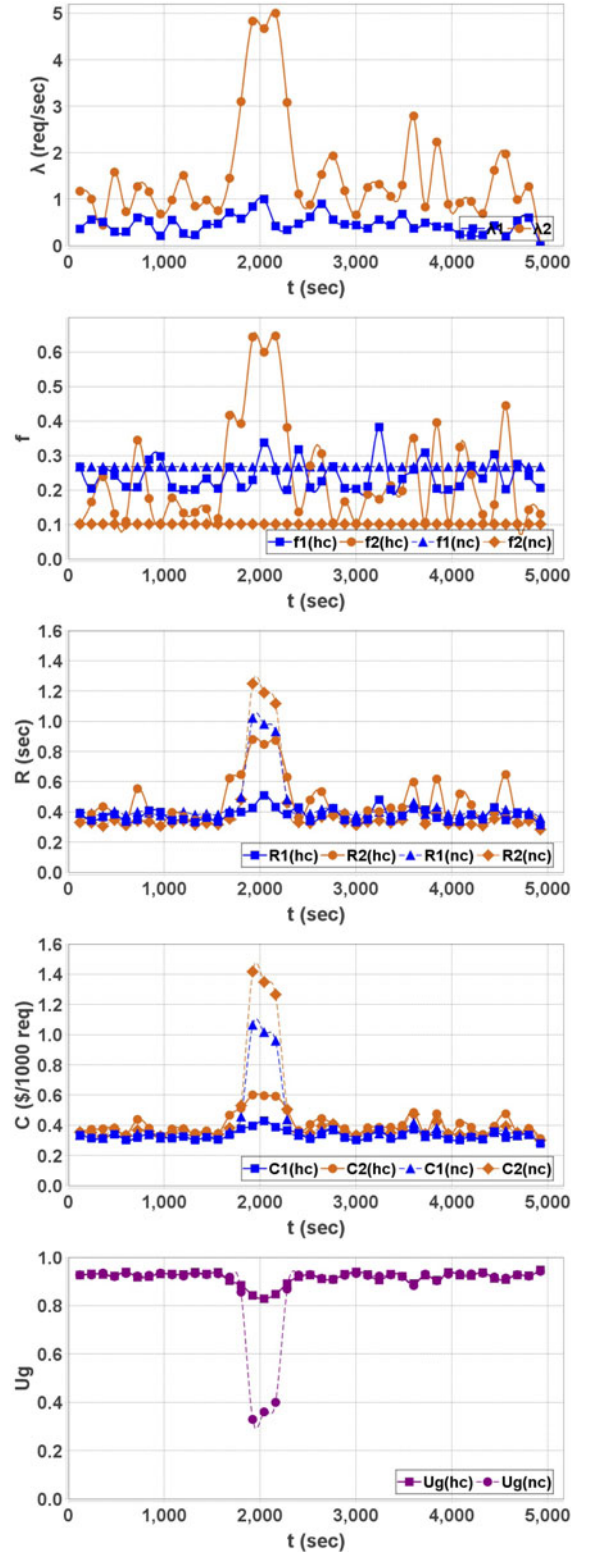 5
4
3
2
1
0
λ (req/sec)
λ1 λ2
0 1,000 2,000 3,000 4,000 5,000
t (sec)
0.6
0.5
0.4
0.3
0.2
0.1
0.0
f
f1(hc) f2(hc) f1(nc) f2(nc)
0 1,000 2,000 3,000 4,000 5,000
t (sec)
1.6
1.4
1.2
1.0
0.8
0.6
0.4
0.2
0.0
R (sec)
R1(hc) R2(hc) R1(nc) R2(nc)
0 1,000 2,000 3,000 4,000 5,000
t (sec)
1.6
1.4
1.2
1.0
0.8
0.6
0.4
0.2
0.0
C ($/1000 req)
C1(hc) C2(hc) C1(nc) C2(nc)
0 1,000 2,000 3,000 4,000 5,000
t (sec)
1.0
0.8
0.6
0.4
0.2
0.0
Ug
Ug(hc) Ug(nc)
0 1,000 2,000 3,000 4,000 5,000
t (sec)